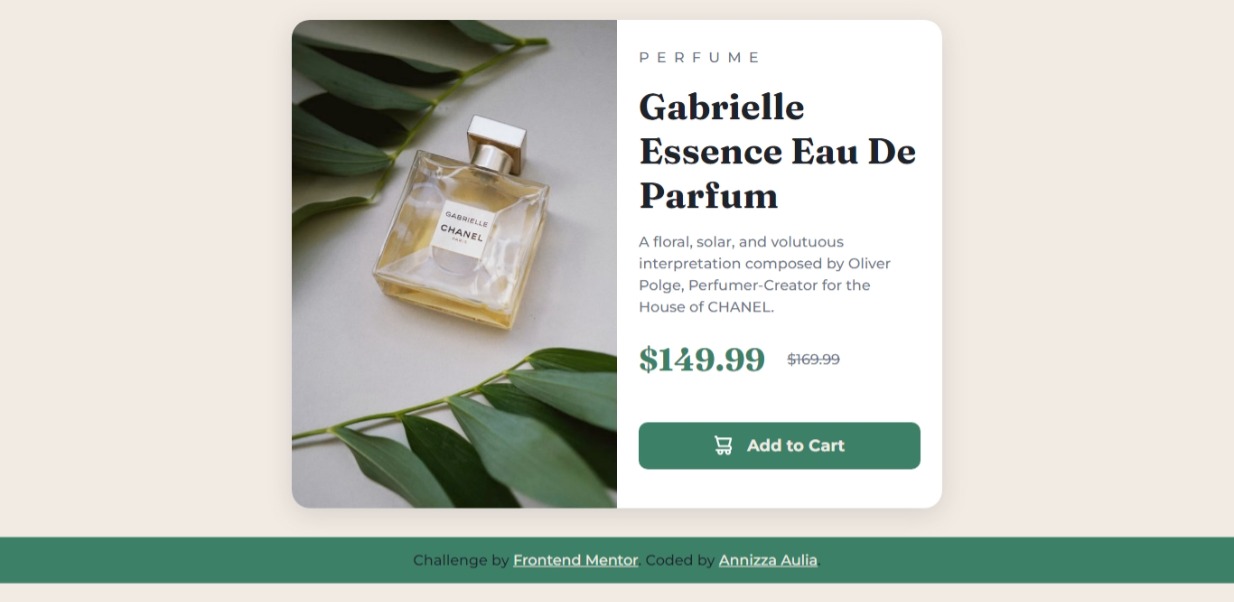 PERFUME
Gabrielle
Essence Eau De
Parfum
A floral, solar, and volutuous
interpretation composed by Oliver
Polge, Perfumer-Creator for the
House of CHANEL.
$149.99 $169.99
Add to Cart
GABRIELLE
CHANEL
PARIS
Challenge by Frontend Mentor. Coded by Annizza Aulia.